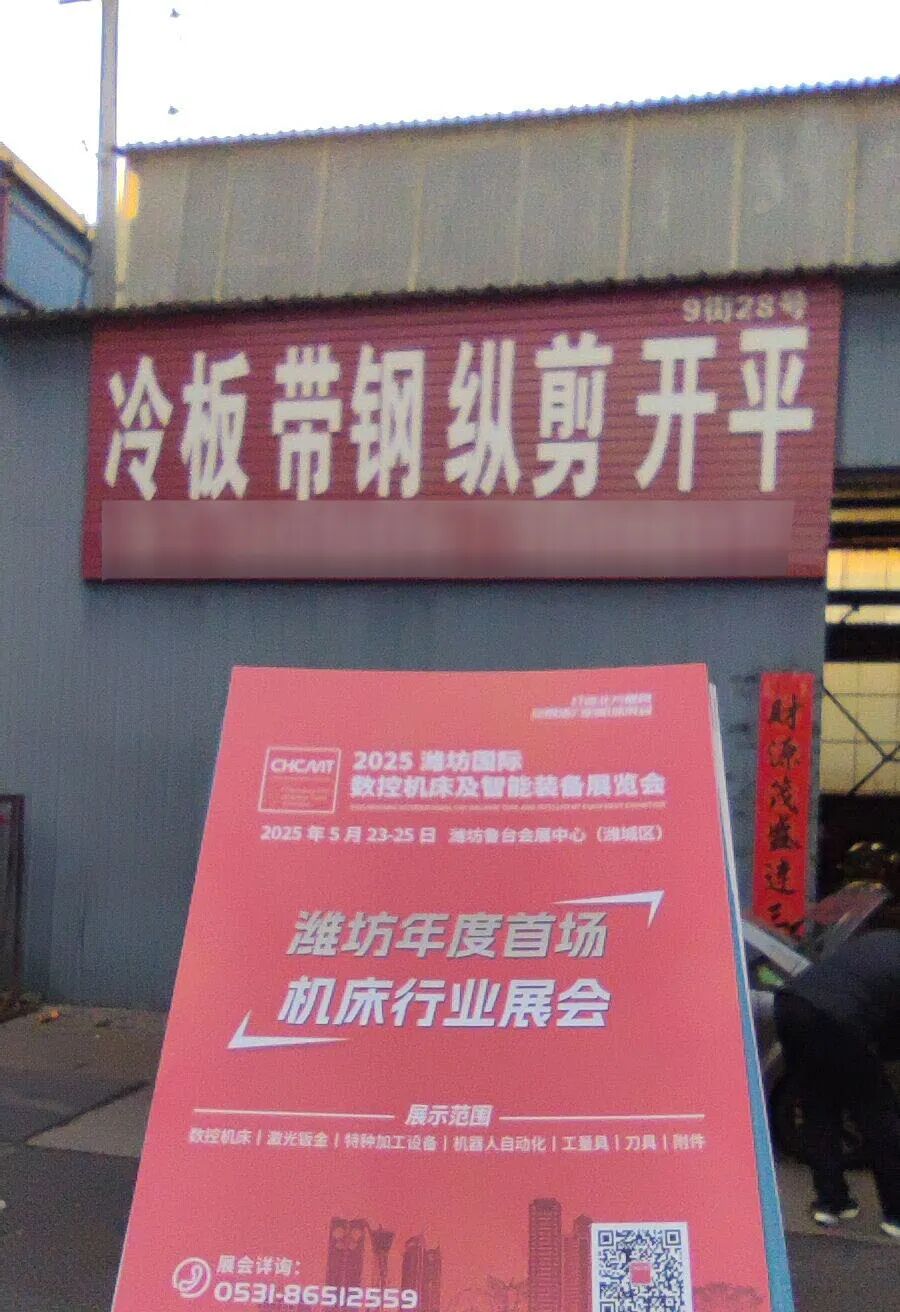 9街28号
冷板 带钢 纵剪 开平
CHCMT
2025 潍坊国际
数控机床及智能装备展览会
2025 年 5 月 23-25 日 潍坊鲁台会展中心（潍城区）
潍坊年度首场
机床行业展会
展示范围
数控机床 | 激光钣金 | 特种加工设备 | 机器人自动化 | 工量具 | 刀具 | 附件
展会详询：
0531-86512559
财源茂盛达三